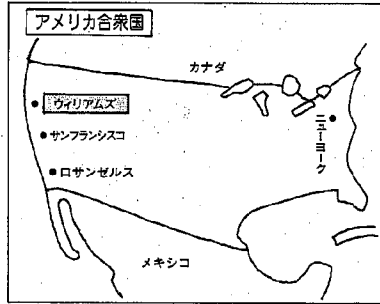 アメリカ合衆国
カナダ
ウィリアムズ
サンフランシスコ
ロサンゼルス
ニューヨーク
メキシコ